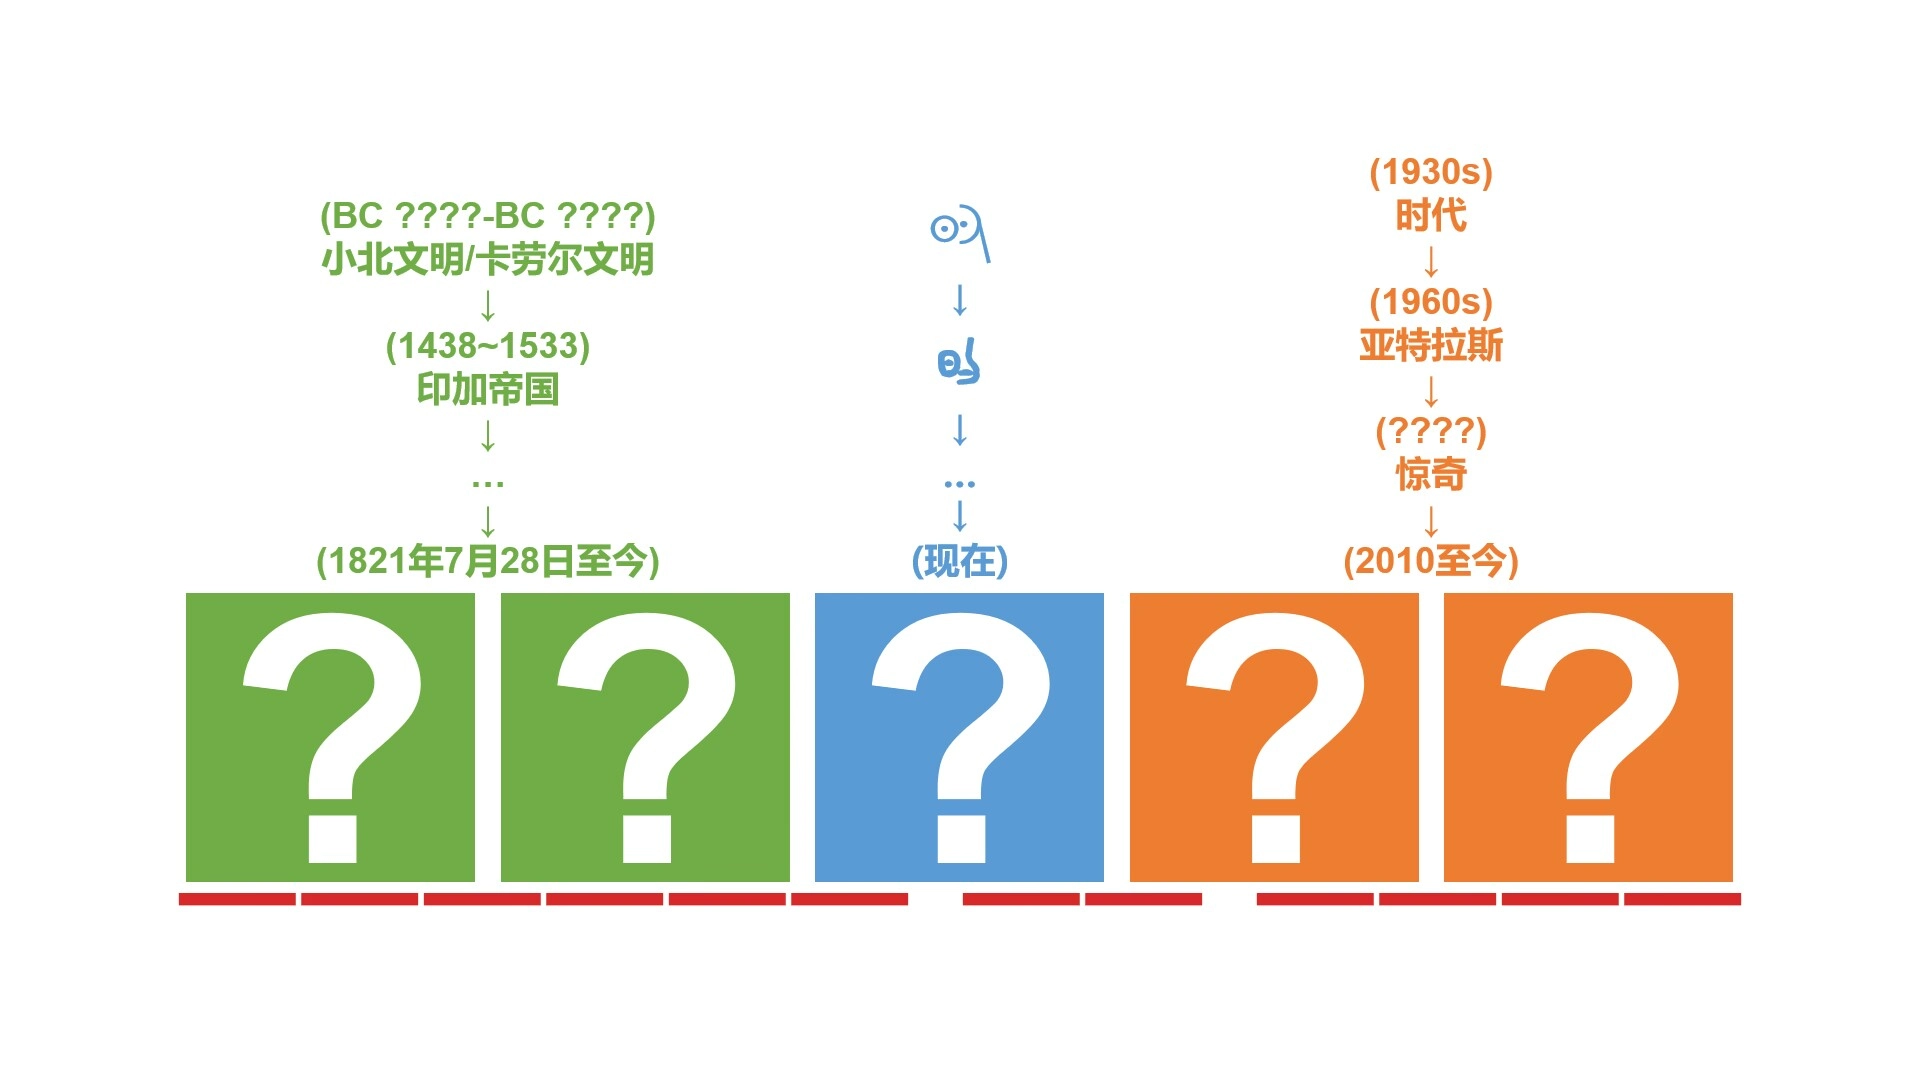 (BC ????-BC ????)
小北文明/卡劳尔文明
↓
(1438~1533)
印加帝国
↓
...
↓
(1821年7月28日至今)
↓
↓
...
↓
(现在)
(1930s)
时代
↓
(1960s)
亚特拉斯
↓
(????)
惊奇
↓
(2010至今)
? ? ? ? ?